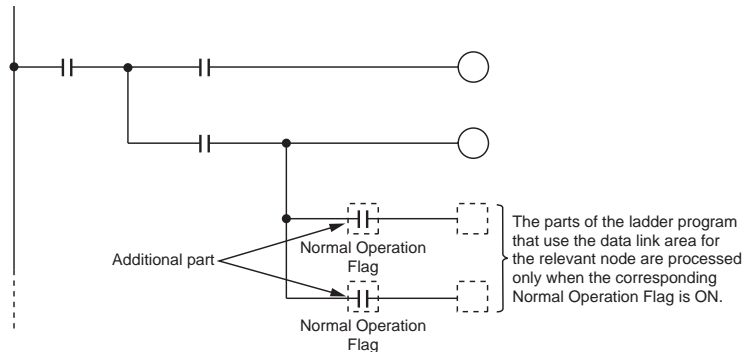 Normal Operation
Flag
Additional part
The parts of the ladder program
that use the data link area for
the relevant node are processed
only when the corresponding
Normal Operation Flag is ON.
Normal Operation
Flag